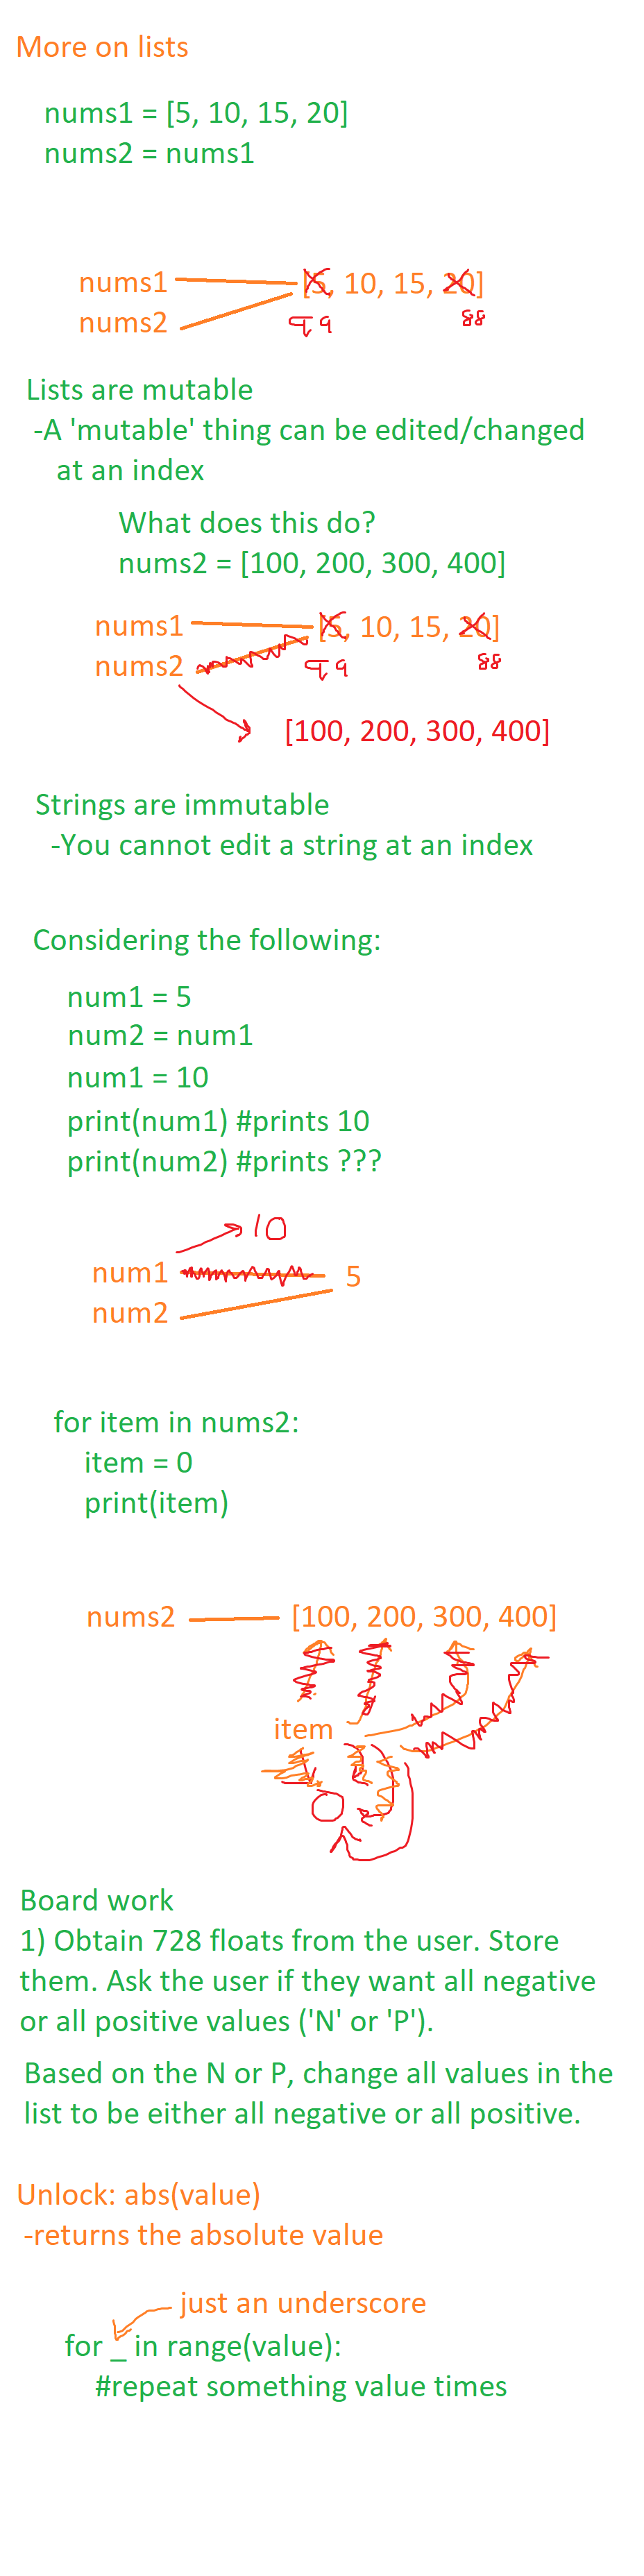 More on lists
nums1 = [5, 10, 15, 20]
nums2 = nums1
nums1 [5, 10, 15, 20]
nums2 99 88
Lists are mutable
-A 'mutable' thing can be edited/changed
at an index
What does this do?
nums2 = [100, 200, 300, 400]
nums1 [5, 10, 15, 20]
nums2 99 88
[100, 200, 300, 400]
Strings are immutable
-You cannot edit a string at an index
Considering the following:
num1 = 5
num2 = num1
num1 = 10
print(num1) #prints 10
print(num2) #prints ???
10
num1 5
num2
for item in nums2:
item = 0
print(item)
nums2 [100, 200, 300, 400]
item
0
Board work
1) Obtain 728 floats from the user. Store
them. Ask the user if they want all negative
or all positive values ('N' or 'P').
Based on the N or P, change all values in the
list to be either all negative or all positive.
Unlock: abs(value)
-returns the absolute value
just an underscore
for _ in range(value):
#repeat something value times